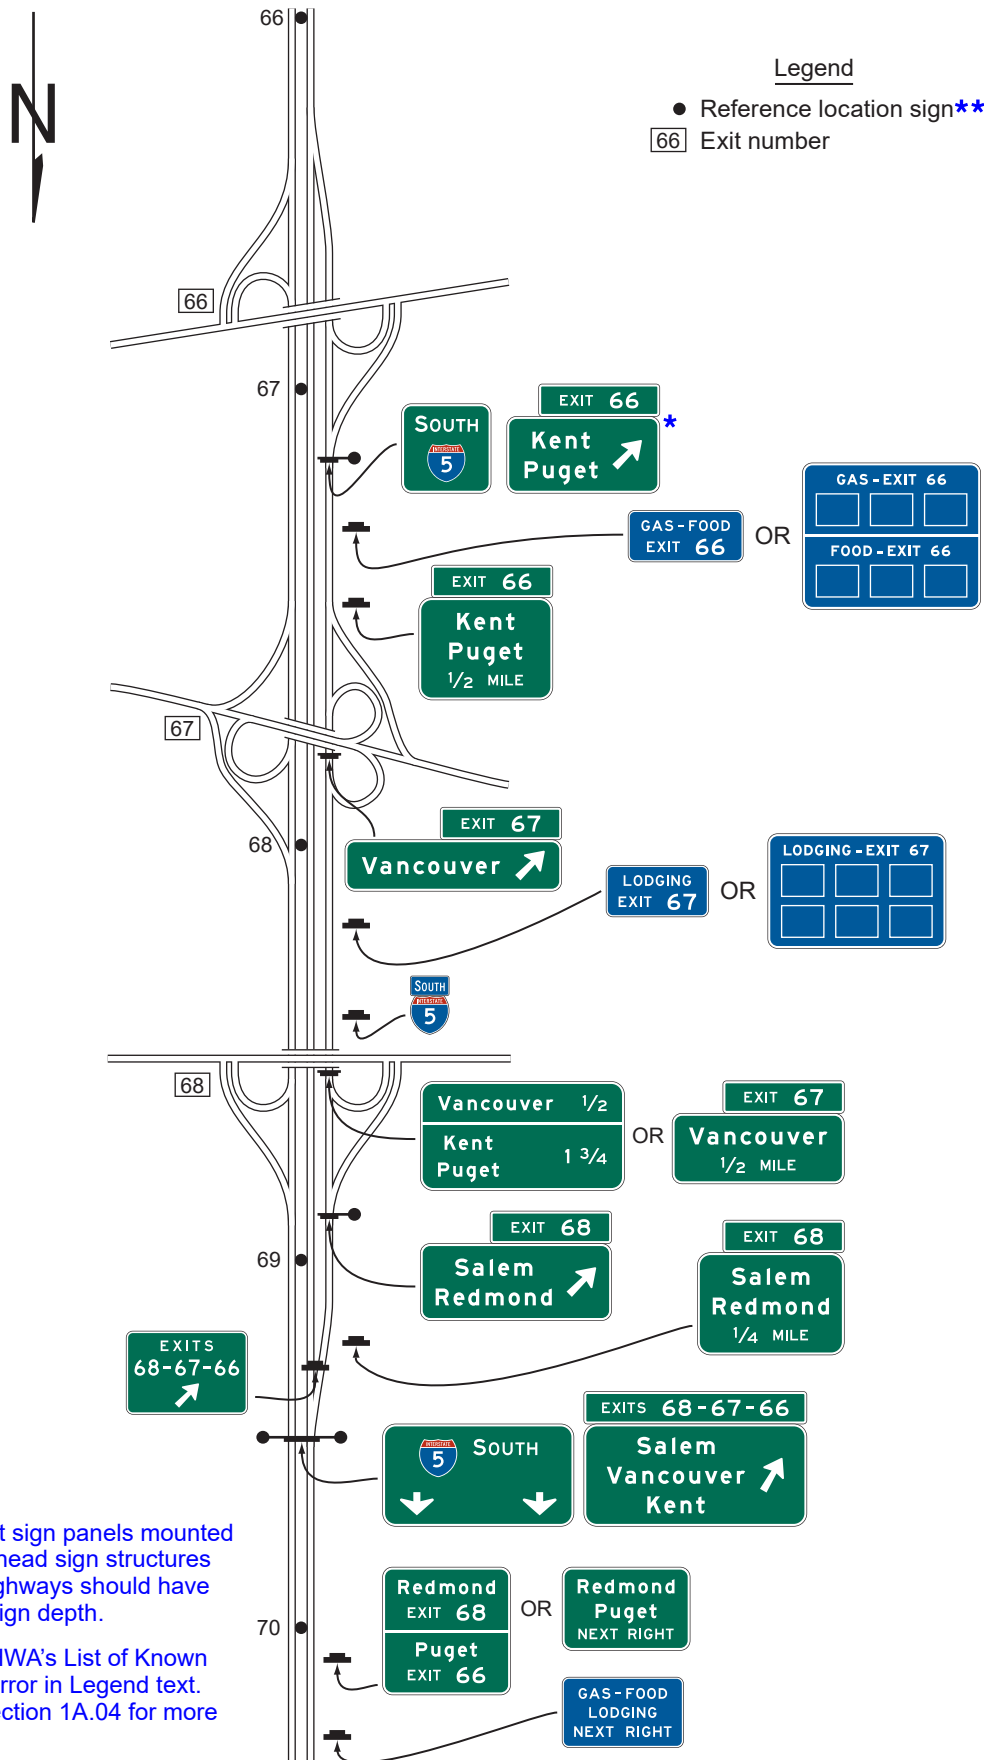 66
N
Legend
Reference location sign**
66 Exit number
66
67
SOUTH
INTERSTATE
5
EXIT 66
Kent
Puget
*
GAS-FOOD
EXIT 66
OR
GAS-EXIT 66
FOOD-EXIT 66
EXIT 66
Kent
Puget
1/2 MILE
67
68
EXIT 67
Vancouver
LODGING
EXIT 67
OR
LODGING-EXIT 67
SOUTH
INTERSTATE
5
68
Vancouver 1/2
Kent
Puget 1 3/4
OR
EXIT 67
Vancouver
1/2 MILE
69
EXIT 68
Salem
Redmond
EXIT 68
Salem
Redmond
1/4 MILE
EXITS
68-67-66
INTERSTATE
5 SOUTH
EXITS 68-67-66
Salem
Vancouver
Kent
t sign panels mounted
head sign structures
ghways should have
ign depth.
70
Redmond
EXIT 68
Puget
EXIT 66
OR
Redmond
Puget
NEXT RIGHT
IWA's List of Known
rror in Legend text.
ection 1A.04 for more
GAS-FOOD
LODGING
NEXT RIGHT